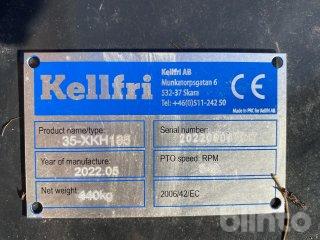 Kellfri
Kellfri AB
Munkatorpsgatan 6
532-37 Skara
Tel: +46(0)511-242 50
CE
Made in PRC for Kellfri AB
Product name/type:
Serial number:
Year of manufacture:
2022.05
PTO speed: RPM
Net weight:
440kg
2006/42/EC
blinto